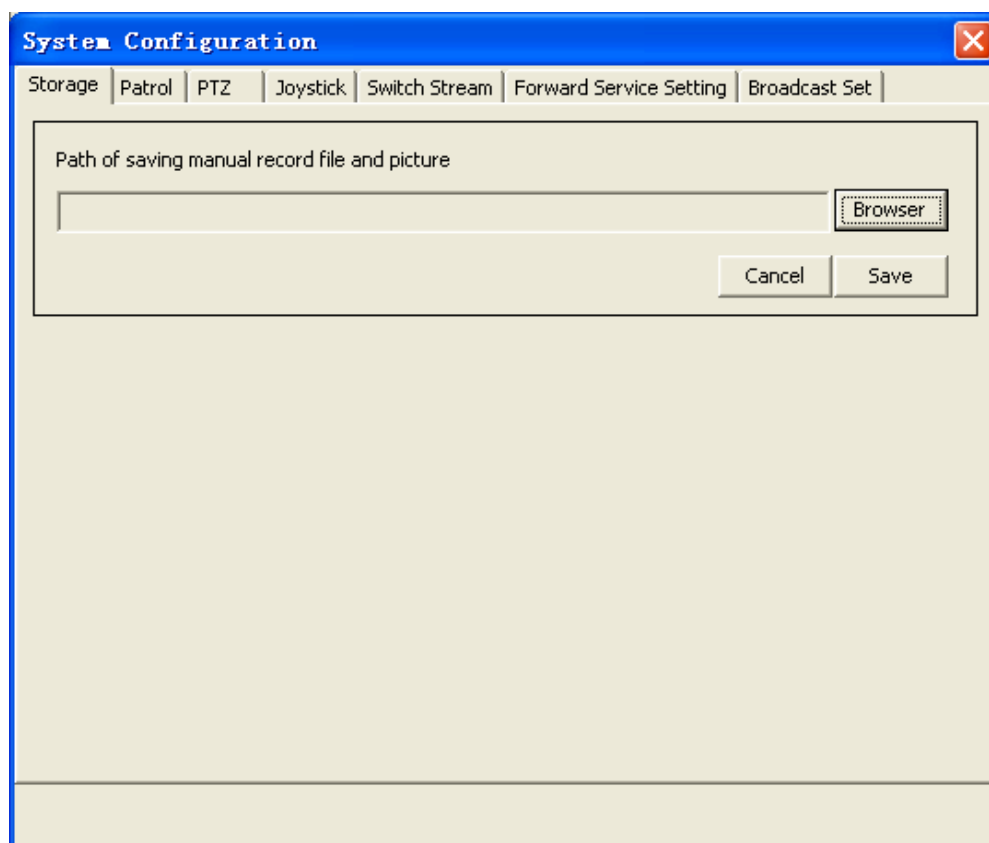 System Configuration
Storage Patrol PTZ Joystick Switch Stream Forward Service Setting Broadcast Set
Path of saving manual record file and picture
Browser
Cancel Save